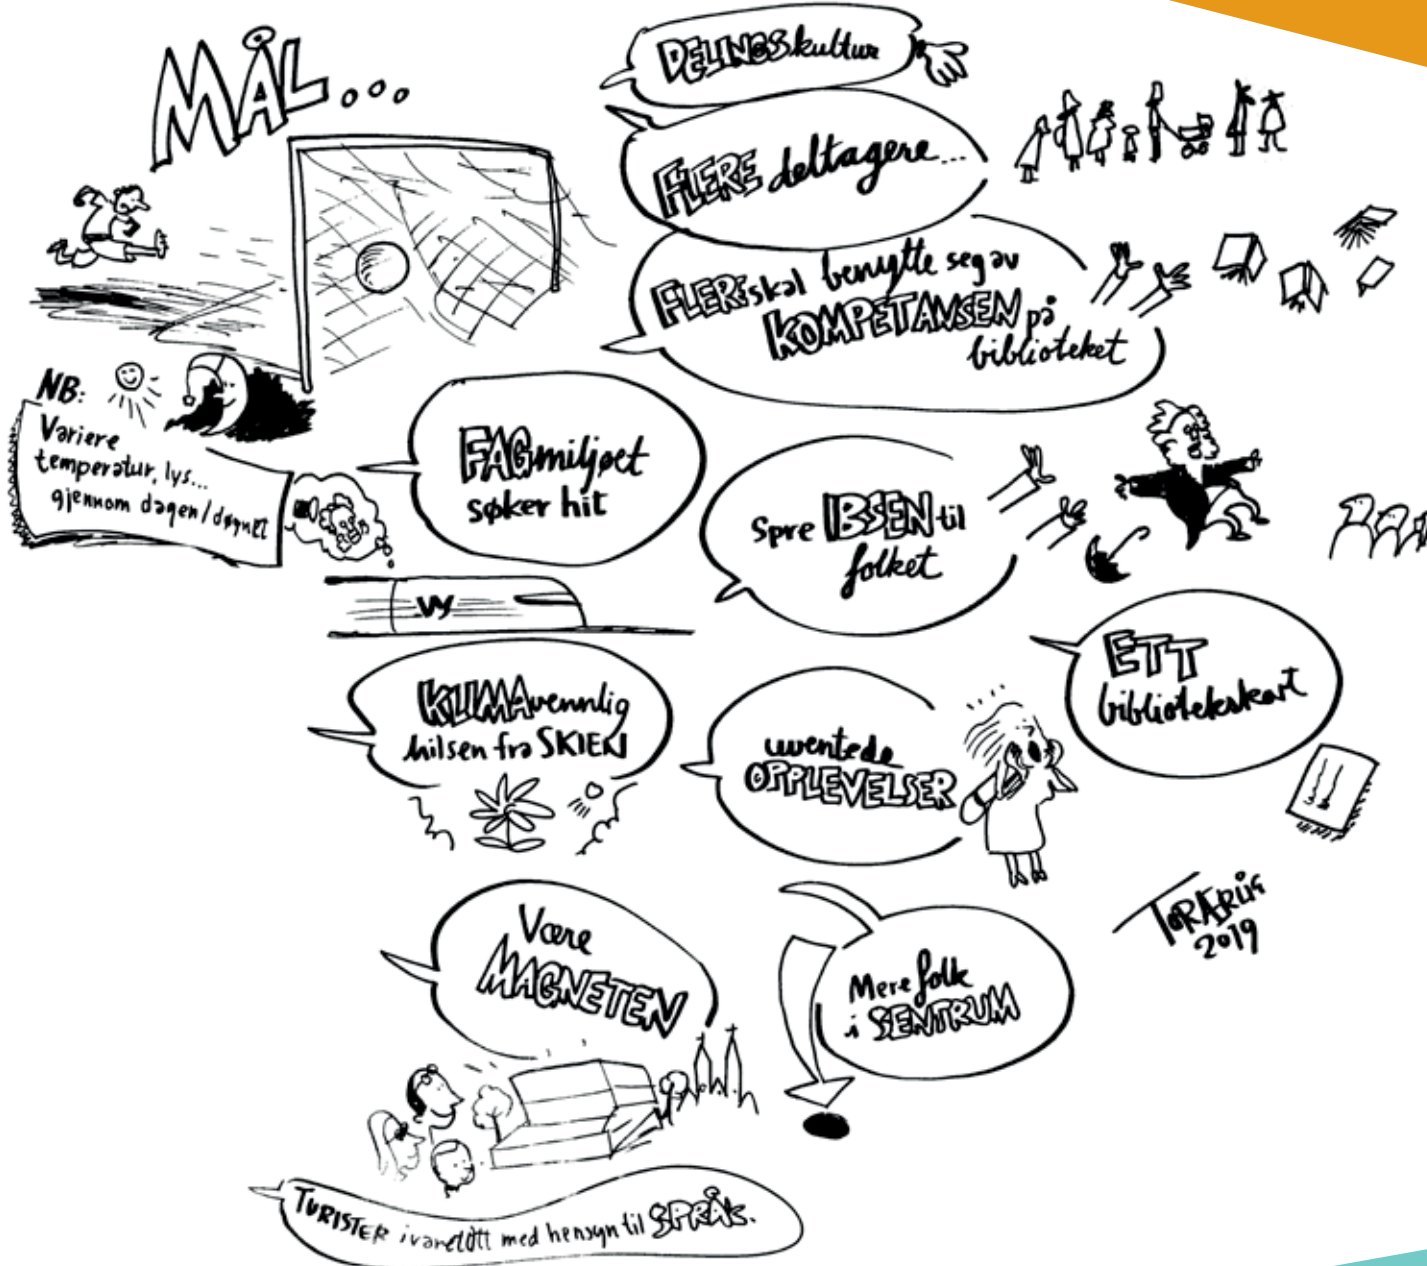 MÅL...
DELINGSkultur
FLERE deltagere...
FLERE skal benytte seg av
KOMPETANSEN på
biblioteket
NB:
Variere
temperatur, lys...
gjennom dagen/døgnet
FAGmiljøet
søker hit
Spre IBSEN til
folket
VY
ETT
bibliotekskort
KLIMAvennlig
hilsen fra SKIEN
uventede
OPPLEVELSER
Være
MAGNETEN
Mere folk
i SENTRUM
TORÆRLIG
2019
TURISTER ivaretatt med hensyn til SPRÅK.